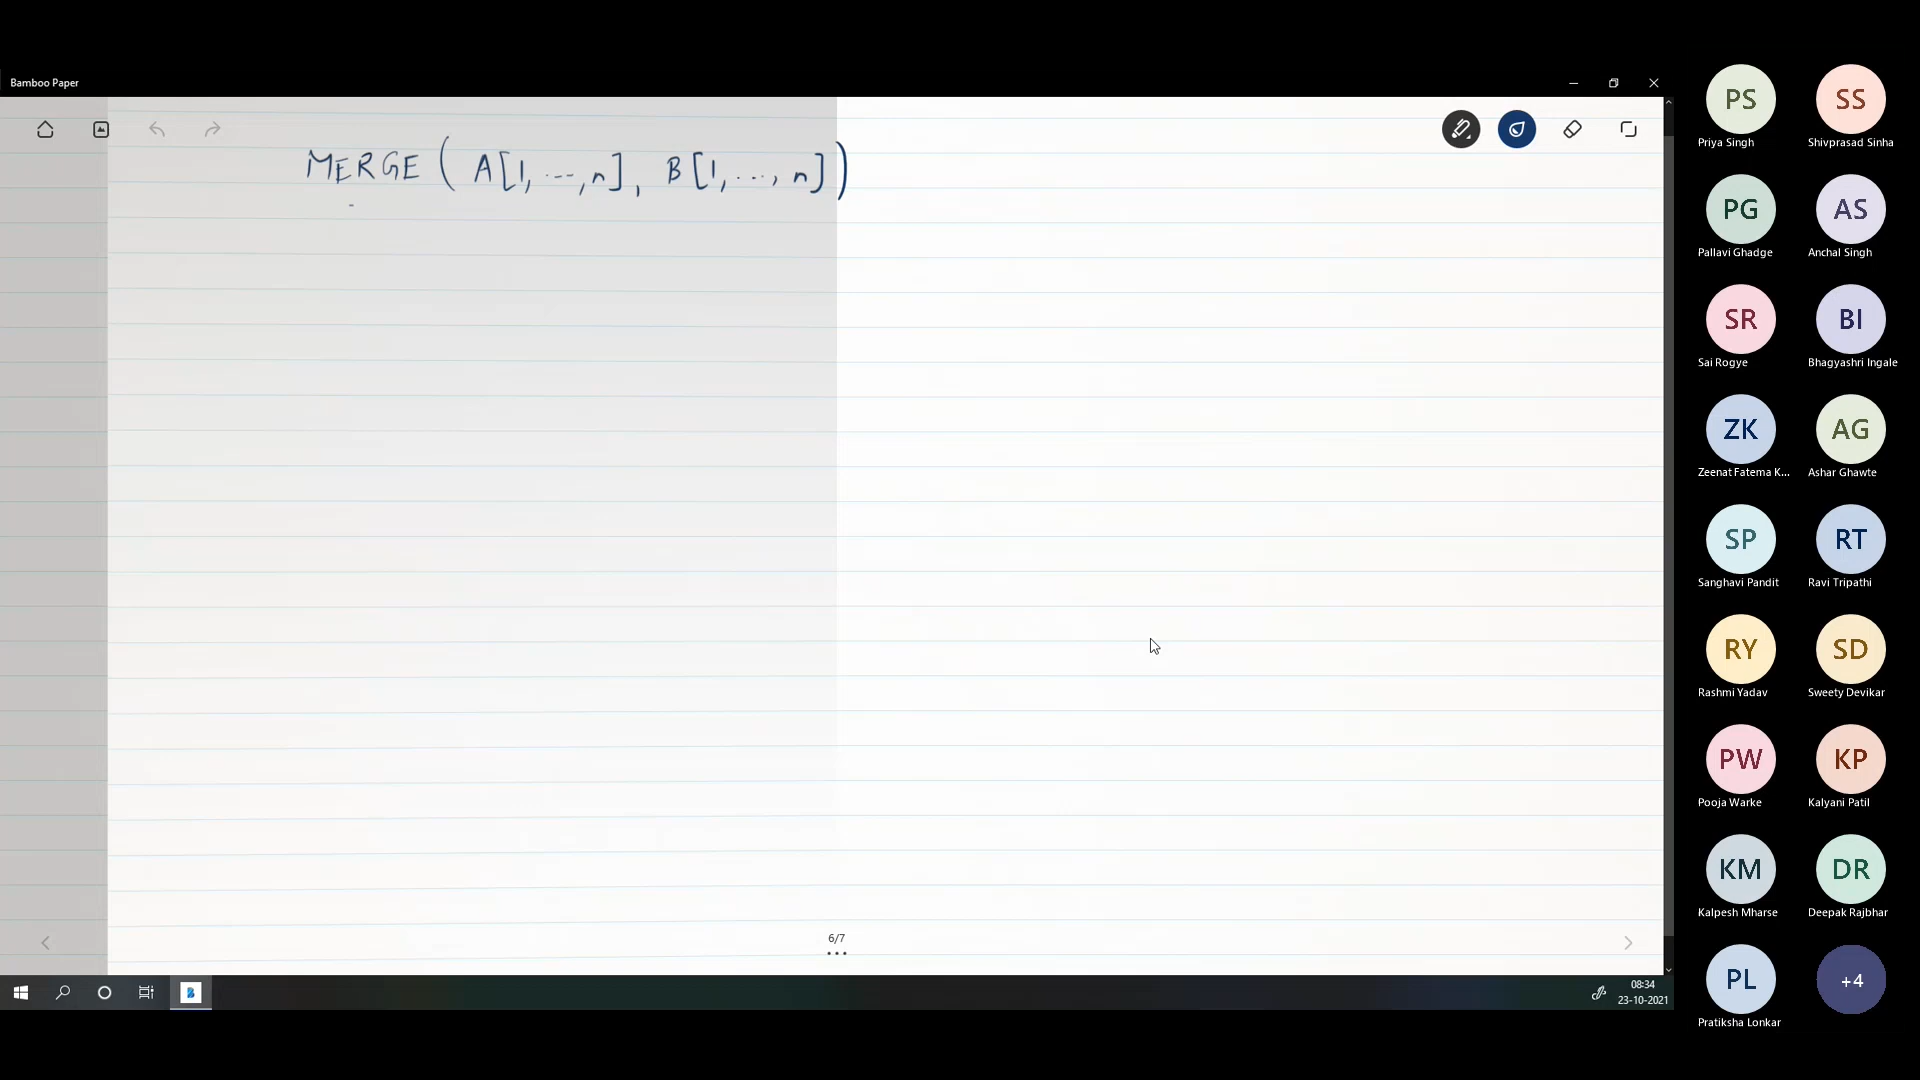 Bamboo Paper
MERGE ( A[1, ---, n], B[1, ..., n] )
6/7
08:34
23-10-2021
PS
Priya Singh
SS
Shivprasad Sinha
PG
Pallavi Ghadge
AS
Anchal Singh
SR
Sai Rogye
BI
Bhagyashri Ingale
ZK
Zeenat Fatema K...
AG
Ashar Ghawte
SP
Sanghavi Pandit
RT
Ravi Tripathi
RY
Rashmi Yadav
SD
Sweety Devikar
PW
Pooja Warke
KP
Kalyani Patil
KM
Kalpesh Mharse
DR
Deepak Rajbhar
PL
Pratiksha Lonkar
+4